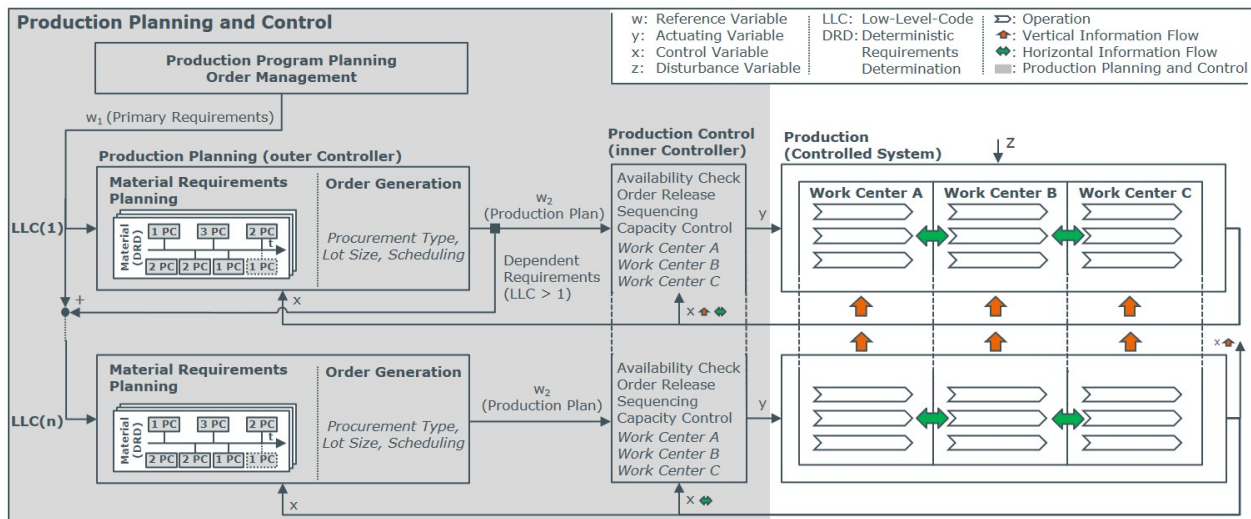 Production Planning and Control
w: Reference Variable
y: Actuating Variable
x: Control Variable
z: Disturbance Variable
LLC: Low-Level-Code
DRD: Deterministic
Requirements
Determination
: Operation
: Vertical Information Flow
: Horizontal Information Flow
: Production Planning and Control
Production Program Planning
Order Management
w1 (Primary Requirements)
Production Planning (outer Controller)
Material Requirements
Planning
Order Generation
Material
(DRD)
1 PC 3 PC 2 PC
t
2 PC 2 PC 1 PC 1 PC
Procurement Type,
Lot Size, Scheduling
LLC(1)
w2
(Production Plan)
Dependent
Requirements
(LLC > 1)
+
x
Production Control
(inner Controller)
Availability Check
Order Release
Sequencing
Capacity Control
Work Center A
Work Center B
Work Center C
y
x
Production
(Controlled System)
z
Work Center A Work Center B Work Center C
x
Material Requirements
Planning
Order Generation
Material
(DRD)
1 PC 3 PC 2 PC
t
2 PC 2 PC 1 PC 1 PC
Procurement Type,
Lot Size, Scheduling
LLC(n)
w2
(Production Plan)
x
Availability Check
Order Release
Sequencing
Capacity Control
Work Center A
Work Center B
Work Center C
y
x